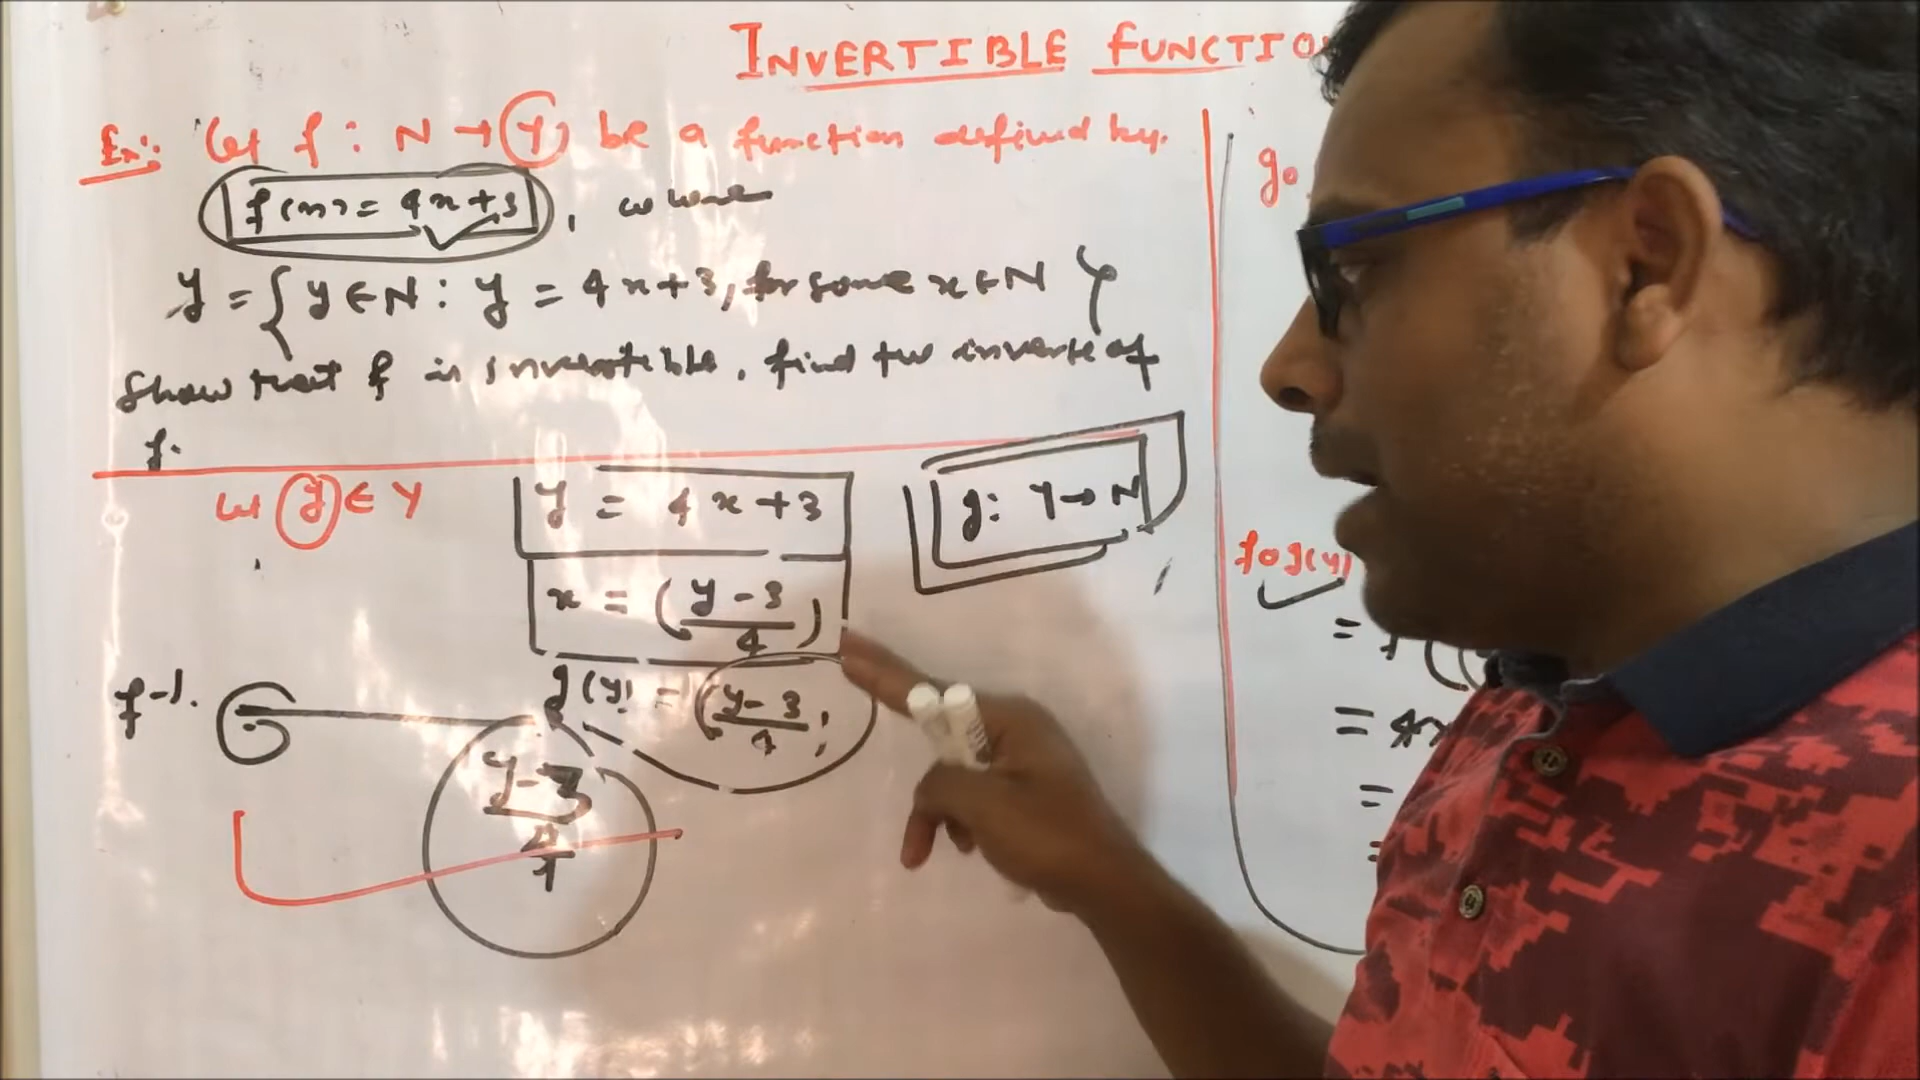 INVERTIBLE FUNCTIO
Ex: Let f : N → Y be a function defined by.
f(x) = 4x+3 , where
Y = { y ∈ N : y = 4x+3, for some x ∈ N }
Show that f is invertible. find the inverse of
f.
Let y ∈ Y
y = 4x+3
x = (y-3/4)
g: Y → N
g(y) = (y-3/4);
f-1. G
y-3/4
go
fog(y)
=
= 4
=
=